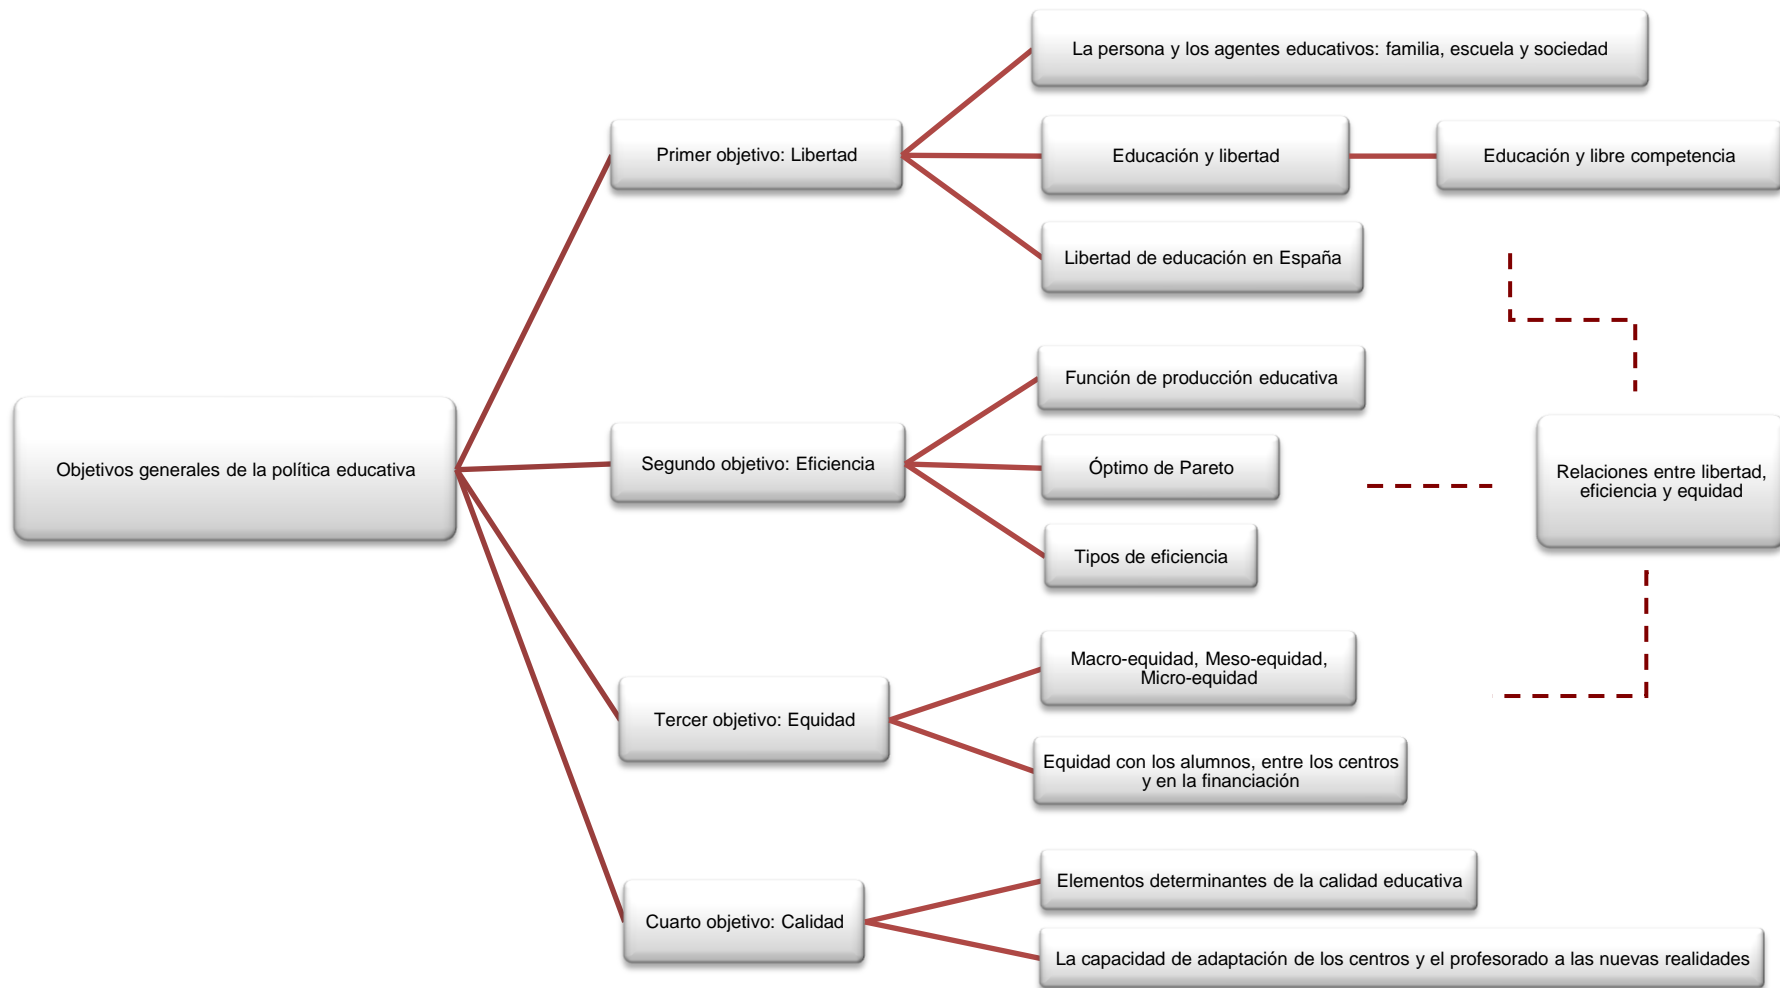 Objetivos generales de la política educativa
Primer objetivo: Libertad
La persona y los agentes educativos: familia, escuela y sociedad
Educación y libertad
Educación y libre competencia
Libertad de educación en España
Segundo objetivo: Eficiencia
Función de producción educativa
Óptimo de Pareto
Tipos de eficiencia
Relaciones entre libertad,
eficiencia y equidad
Tercer objetivo: Equidad
Macro-equidad, Meso-equidad,
Micro-equidad
Equidad con los alumnos, entre los centros
y en la financiación
Cuarto objetivo: Calidad
Elementos determinantes de la calidad educativa
La capacidad de adaptación de los centros y el profesorado a las nuevas realidades